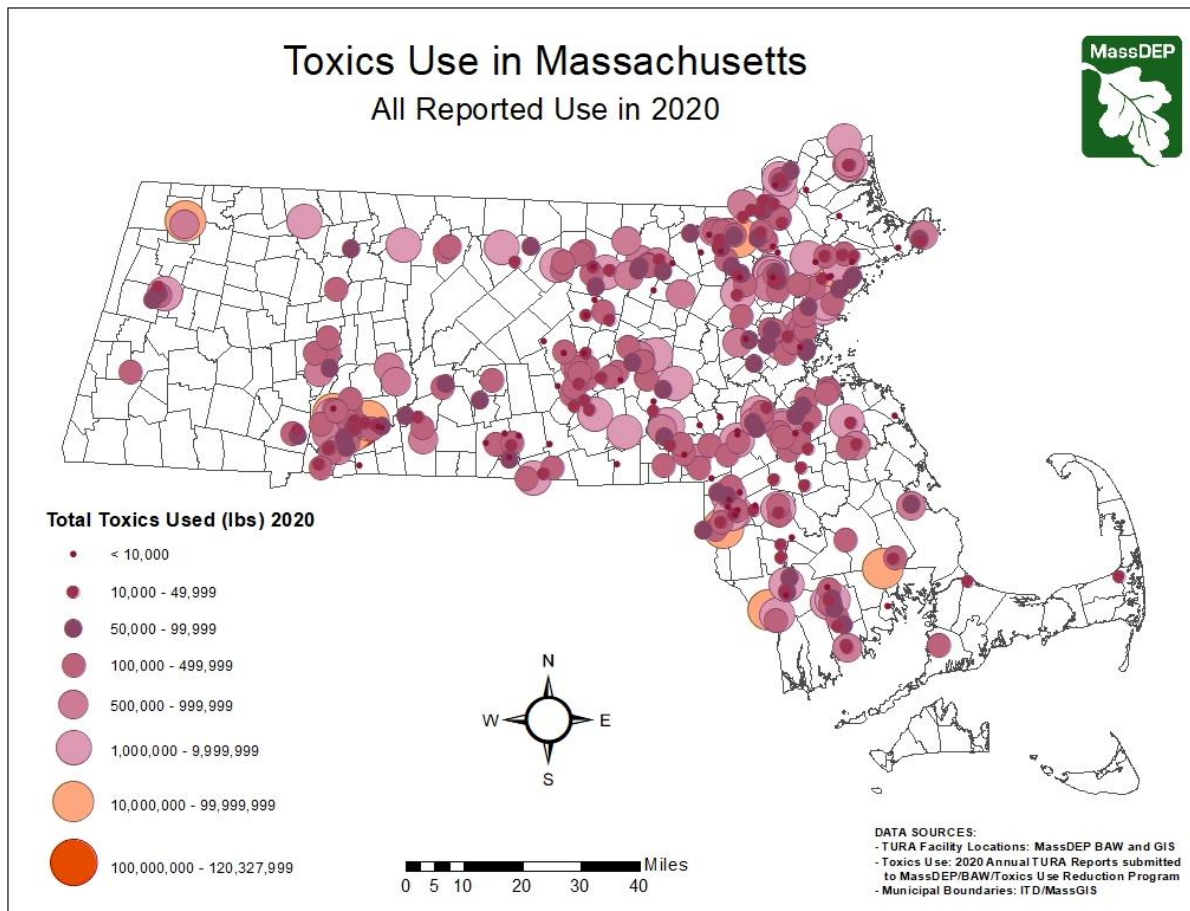 Toxics Use in Massachusetts
All Reported Use in 2020
MassDEP
Total Toxics Used (lbs) 2020
< 10,000
10,000 - 49,999
50,000 - 99,999
100,000 - 499,999
500,000 - 999,999
1,000,000 - 9,999,999
10,000,000 - 99,999,999
100,000,000 - 120,327,999
N
W E
S
Miles
0 5 10 20 30 40
DATA SOURCES:
- TURA Facility Locations: MassDEP BAW and GIS
- Toxics Use: 2020 Annual TURA Reports submitted
to MassDEP/BAW/Toxics Use Reduction Program
- Municipal Boundaries: ITD/MassGIS